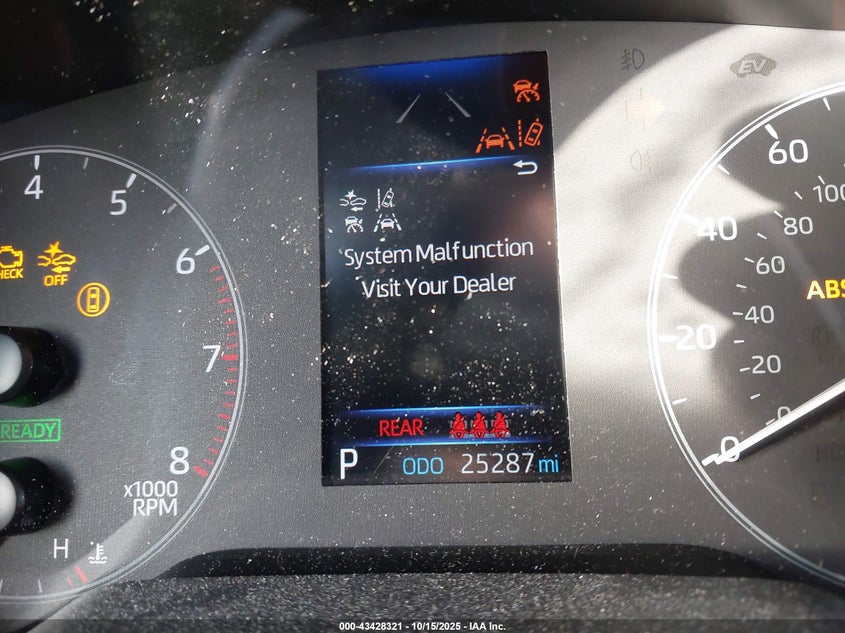 EV
60
4
5
100
40
80
6
System Malfunction
60
CHECK
OFF
Visit Your Dealer
ABS
40
20
7
20
READY
REAR
0
0
8
P
ODO 25287 mi
x1000
RPM
H
000-43428321 - 10/15/2025 - IAA Inc.